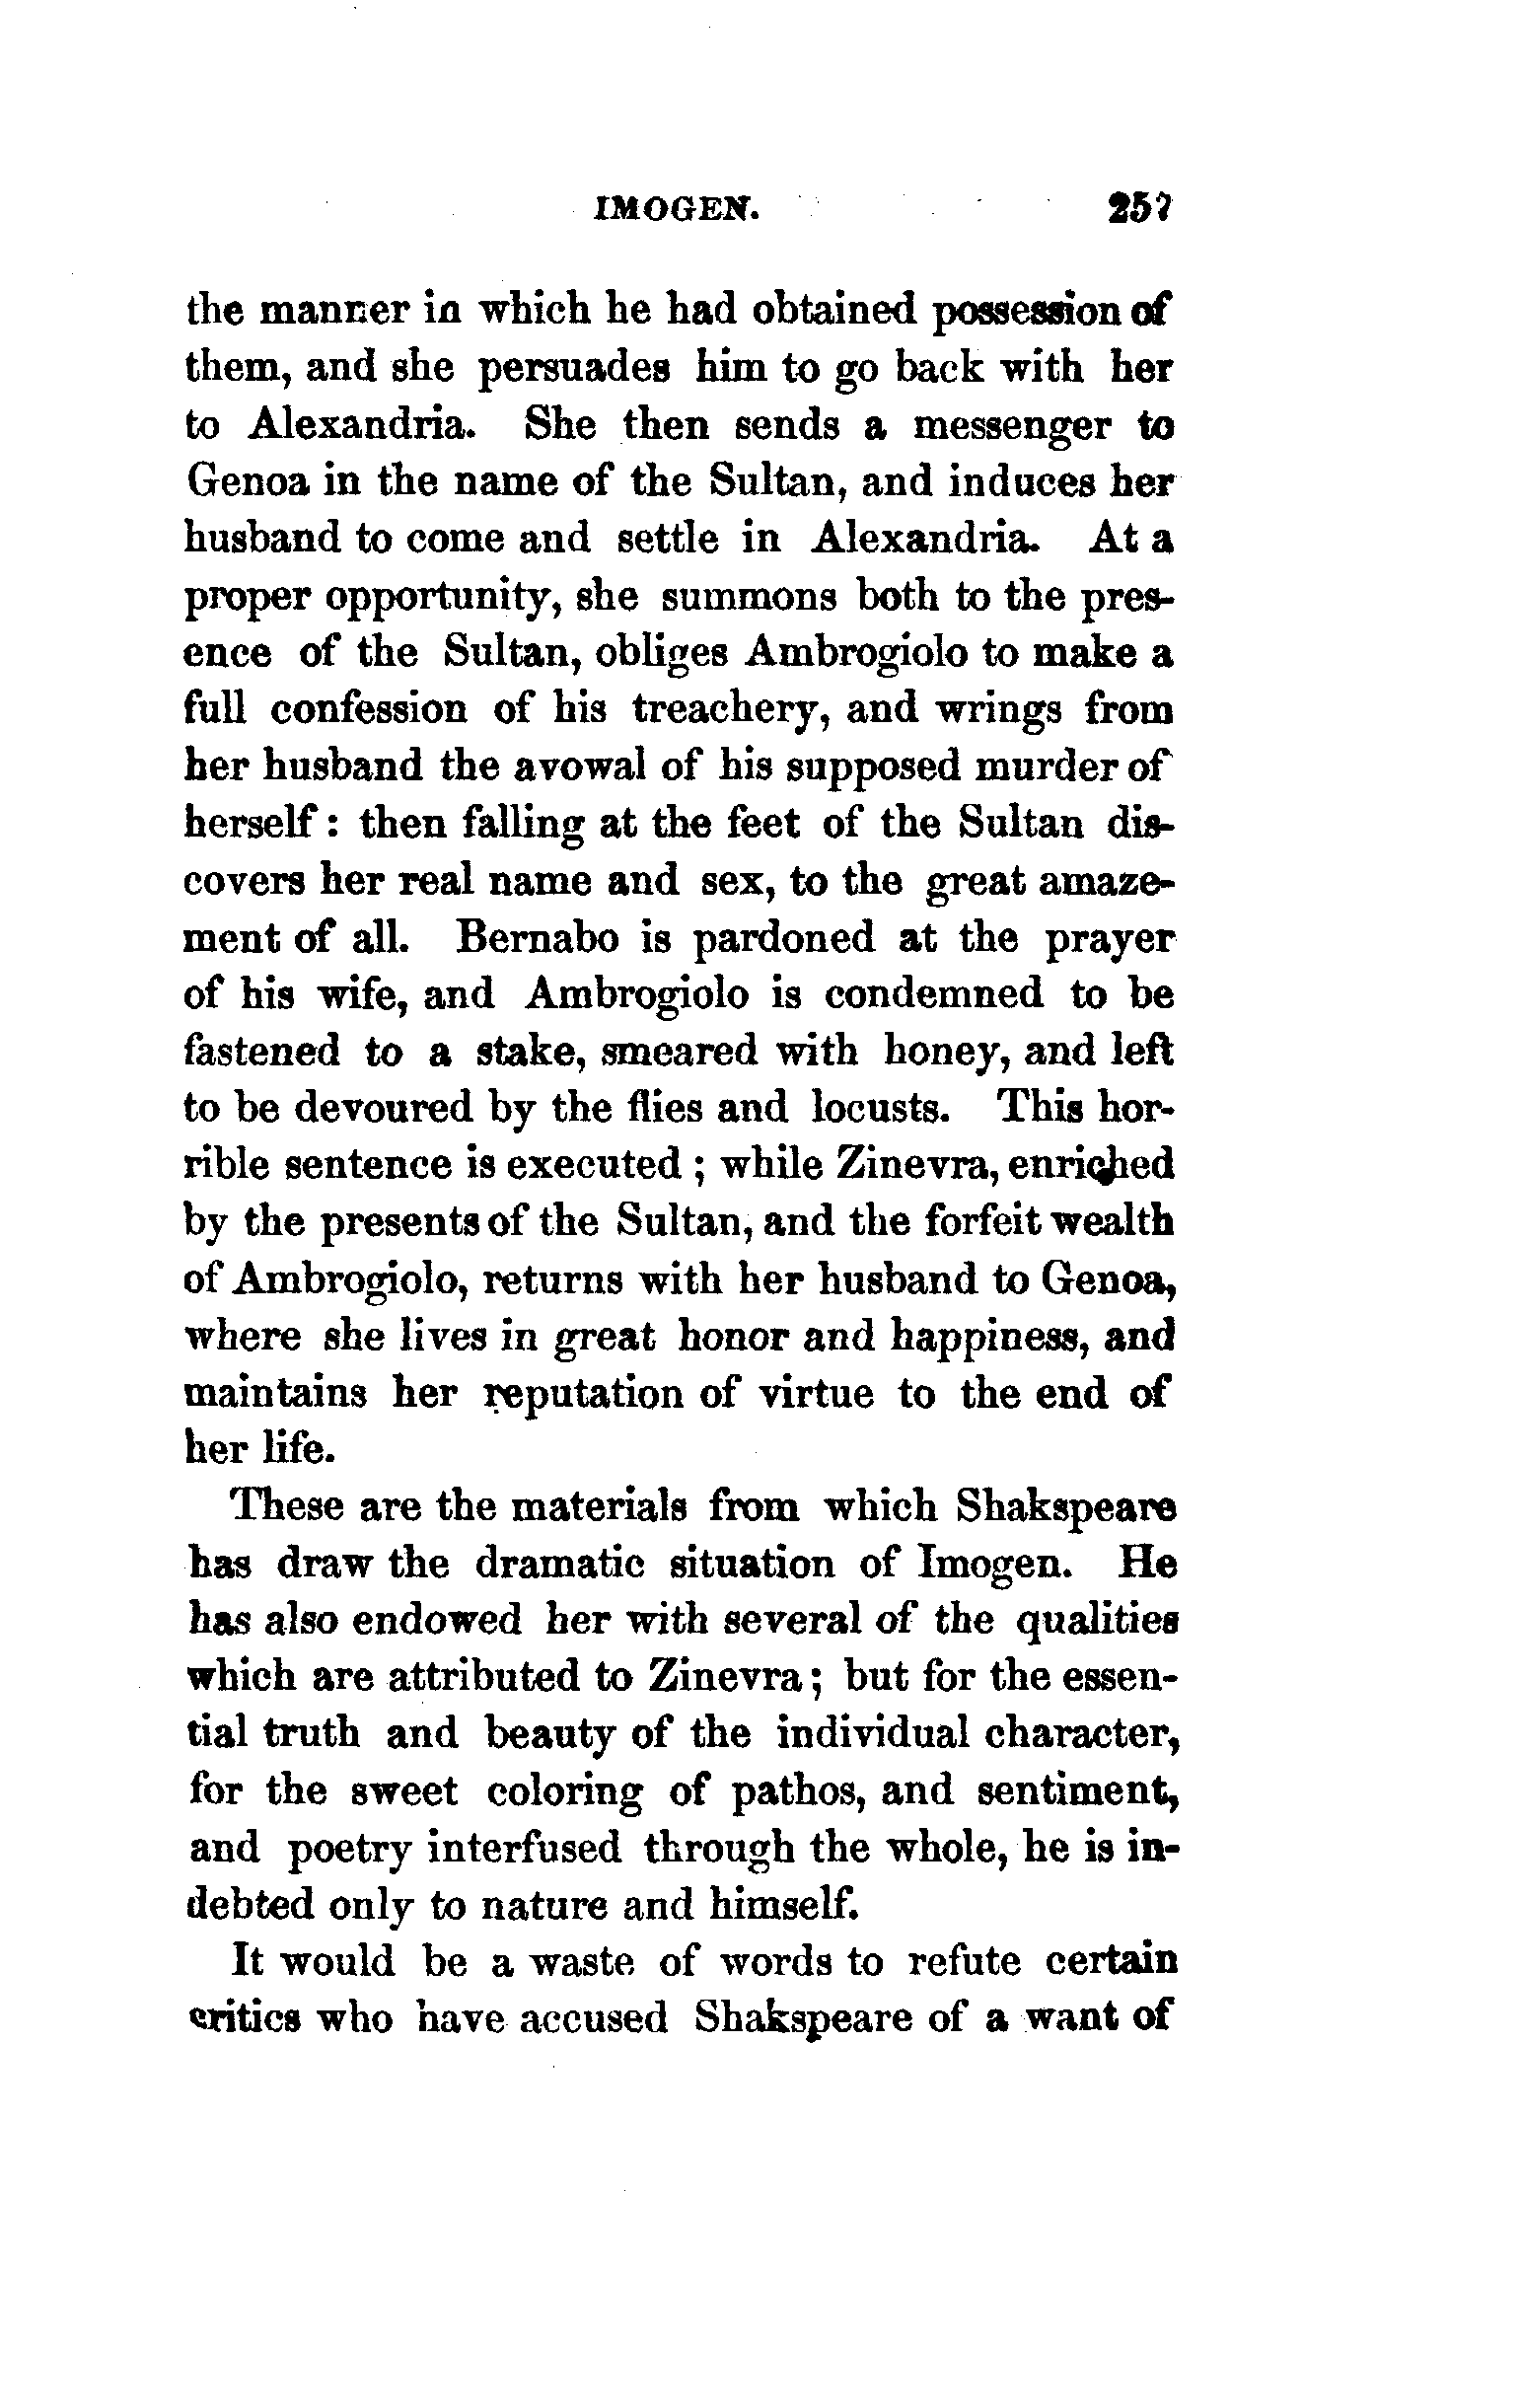 IMOGEN. 257
the manner in which he had obtained possession of
them, and she persuades him to go back with her
to Alexandria. She then sends a messenger to
Genoa in the name of the Sultan, and induces her
husband to come and settle in Alexandria. At a
proper opportunity, she summons both to the pres-
ence of the Sultan, obliges Ambrogiolo to make a
full confession of his treachery, and wrings from
her husband the avowal of his supposed murder of
herself: then falling at the feet of the Sultan dis-
covers her real name and sex, to the great amaze-
ment of all. Bernabo is pardoned at the prayer
of his wife, and Ambrogiolo is condemned to be
fastened to a stake, smeared with honey, and left
to be devoured by the flies and locusts. This hor-
rible sentence is executed; while Zinevra, enriched
by the presents of the Sultan, and the forfeit wealth
of Ambrogiolo, returns with her husband to Genoa,
where she lives in great honor and happiness, and
maintains her reputation of virtue to the end of
her life.
These are the materials from which Shakspeare
has draw the dramatic situation of Imogen. He
has also endowed her with several of the qualities
which are attributed to Zinevra; but for the essen-
tial truth and beauty of the individual character,
for the sweet coloring of pathos, and sentiment,
and poetry interfused through the whole, he is in-
debted only to nature and himself.
It would be a waste of words to refute certain
critics who have accused Shakspeare of a want of